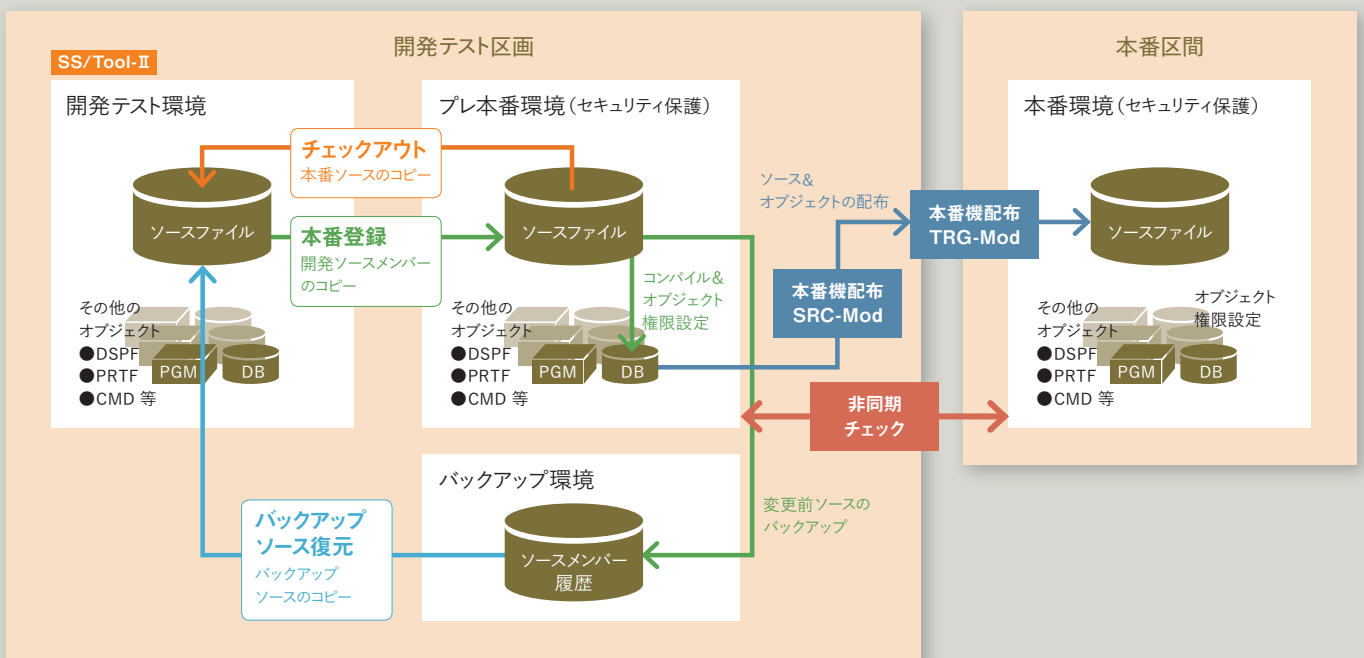 開発テスト区画
SS/Tool-Ⅱ
開発テスト環境
チェックアウト
本番ソースのコピー
ソースファイル
本番登録
開発ソースメンバー
のコピー
その他の
オブジェクト
●DSPF
●PRTF
●CMD 等
PGM
DB
プレ本番環境（セキュリティ保護）
ソースファイル
コンパイル&
オブジェクト
権限設定
その他の
オブジェクト
●DSPF
●PRTF
●CMD 等
PGM
DB
ソース&
オブジェクトの配布
本番機配布
SRC-Mod
本番機配布
TRG-Mod
非同期
チェック
バックアップ環境
ソースメンバー
履歴
変更前ソースの
バックアップ
バックアップ
ソース復元
バックアップ
ソースのコピー
本番区間
本番環境（セキュリティ保護）
ソースファイル
その他の
オブジェクト
●DSPF
●PRTF
●CMD 等
PGM
DB
オブジェクト
権限設定